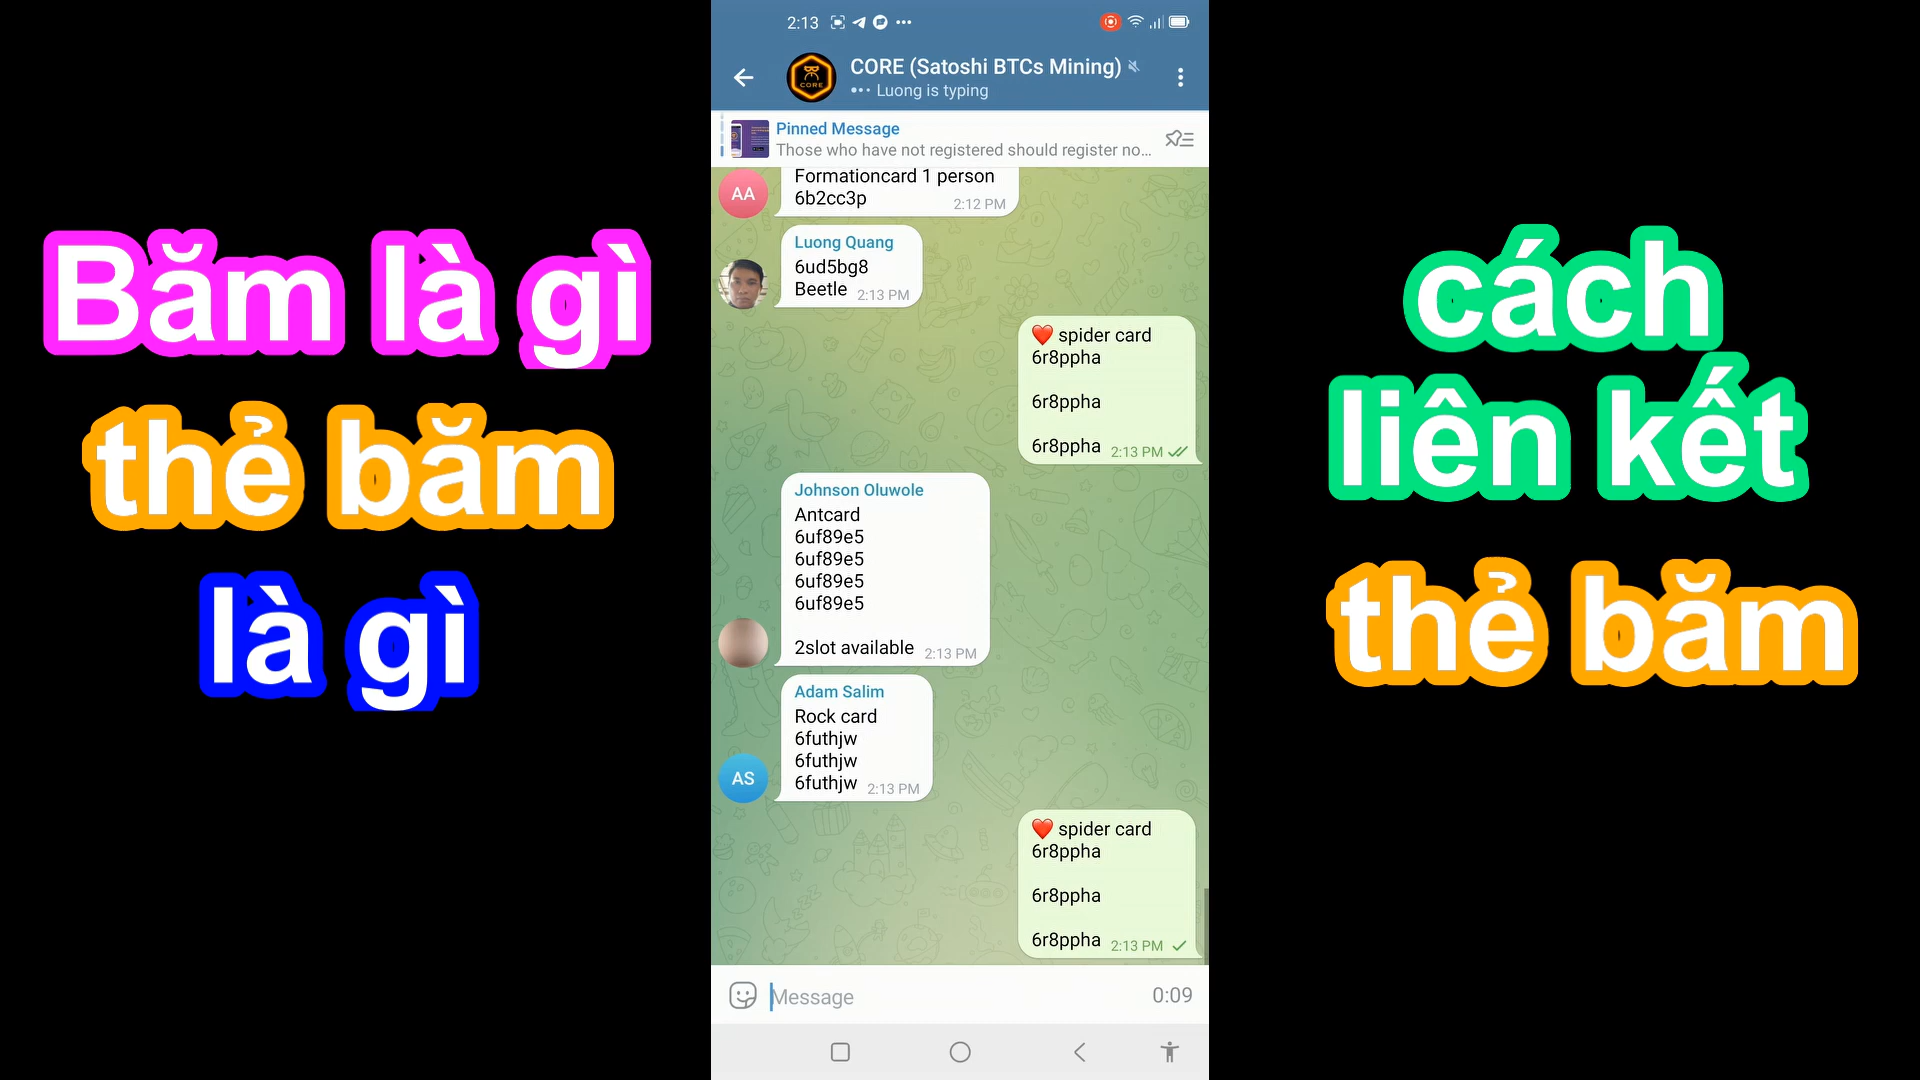 Băm là gì
thẻ băm
là gì
2:13
CORE (Satoshi BTCs Mining)
Luong is typing
Pinned Message
Those who have not registered should register no...
AA
Formationcard 1 person
6b2cc3p
2:12 PM
Luong Quang
6ud5bg8
Beetle 2:13 PM
❤️ spider card
6r8ppha
6r8ppha
6r8ppha 2:13 PM
Johnson Oluwole
Antcard
6uf89e5
6uf89e5
6uf89e5
6uf89e5
2slot available 2:13 PM
Adam Salim
Rock card
6futhjw
6futhjw
6futhjw 2:13 PM
AS
❤️ spider card
6r8ppha
6r8ppha
6r8ppha 2:13 PM
Message 0:09
cách
liên kết
thẻ băm